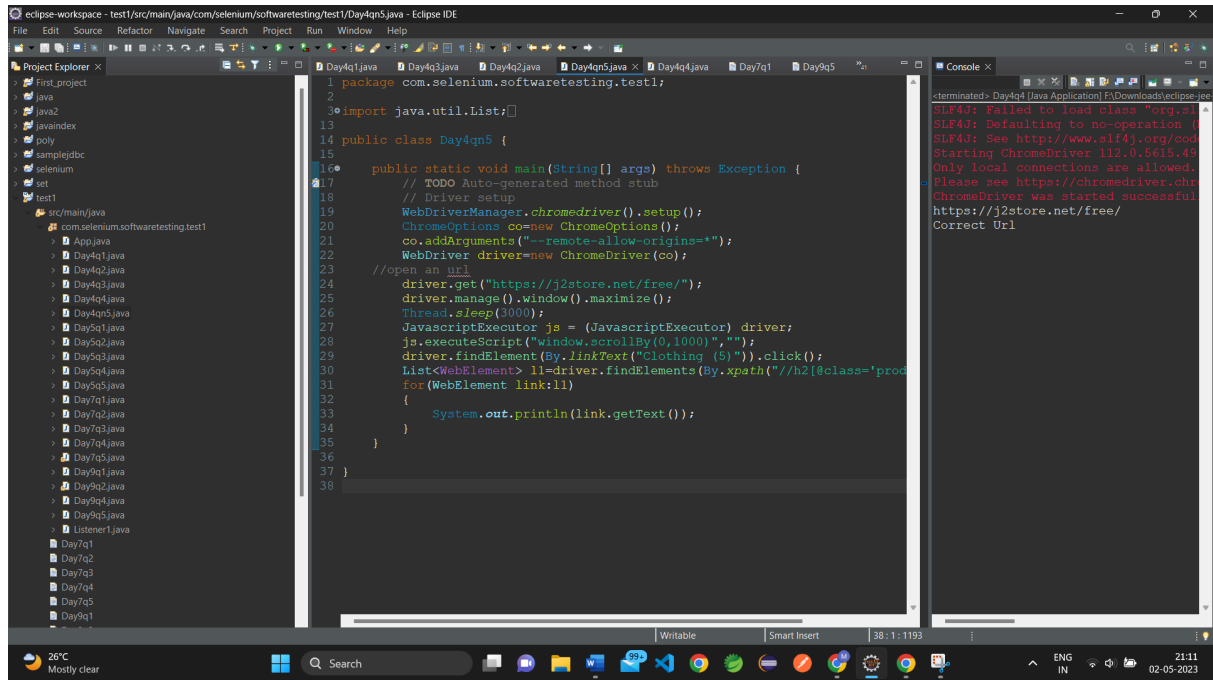 eclipse-workspace - test1/src/main/java/com/selenium/softwaretesting/test1/Day4qn5.java - Eclipse IDE
File Edit Source Refactor Navigate Search Project Run Window Help
Project Explorer
First_project
java
java2
javaindex
poly
samplejdbc
selenium
set
test1
src/main/java
com.selenium.softwaretesting.test1
App.java
Day4q1.java
Day4q2.java
Day4q3.java
Day4q4.java
Day4qn5.java
Day5q1.java
Day5q2.java
Day5q3.java
Day5q4.java
Day5q5.java
Day7q1.java
Day7q2.java
Day7q3.java
Day7q4.java
Day7q5.java
Day9q1.java
Day9q2.java
Day9q4.java
Day9q5.java
Listener1.java
Day7q1
Day7q2
Day7q3
Day7q4
Day7q5
Day9q1
Day4q1.java Day4q3.java Day4q2.java Day4qn5.java Day4q4.java Day7q1 Day9q5 »21
1 package com.selenium.softwaretesting.test1;
2
3 import java.util.List;
13
14 public class Day4qn5 {
15
16 public static void main(String[] args) throws Exception {
17 // TODO Auto-generated method stub
18 // Driver setup
19 WebDriverManager.chromedriver().setup();
20 ChromeOptions co=new ChromeOptions();
21 co.addArguments("--remote-allow-origins=*");
22 WebDriver driver=new ChromeDriver(co);
23 //open an url
24 driver.get("https://j2store.net/free/");
25 driver.manage().window().maximize();
26 Thread.sleep(3000);
27 JavascriptExecutor js = (JavascriptExecutor) driver;
28 js.executeScript("window.scrollBy(0,1000)","");
29 driver.findElement(By.linkText("Clothing (5)")).click();
30 List<WebElement> l1=driver.findElements(By.xpath("//h2[@class='prod
31 for(WebElement link:l1)
32 {
33 System.out.println(link.getText());
34 }
35 }
36
37 }
38
Console
<terminated> Day4q4 [Java Application] F:\Downloads\eclipse-jee
SLF4J: Failed to load class "org.sl
SLF4J: Defaulting to no-operation (
SLF4J: See http://www.slf4j.org/cod
Starting ChromeDriver 112.0.5615.49
Only local connections are allowed.
Please see https://chromedriver.chr
ChromeDriver was started successful
https://j2store.net/free/
Correct Url
Writable Smart Insert 38 : 1 : 1193
26°C
Mostly clear
Search
99+
ENG
IN
21:11
02-05-2023